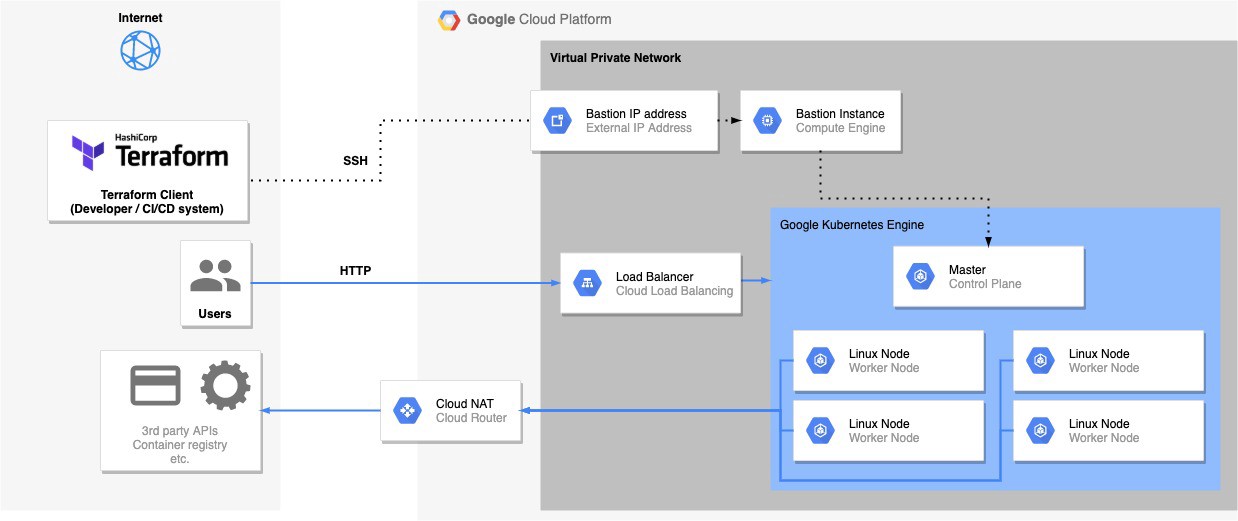 Internet
Google Cloud Platform
Virtual Private Network
Bastion IP address
External IP Address
Bastion Instance
Compute Engine
HashiCorp
Terraform
Terraform Client
(Developer / CI/CD system)
SSH
Google Kubernetes Engine
Master
Control Plane
HTTP
Users
Load Balancer
Cloud Load Balancing
Linux Node
Worker Node
Linux Node
Worker Node
Linux Node
Worker Node
Linux Node
Worker Node
Cloud NAT
Cloud Router
3rd party APIs
Container registry
etc.